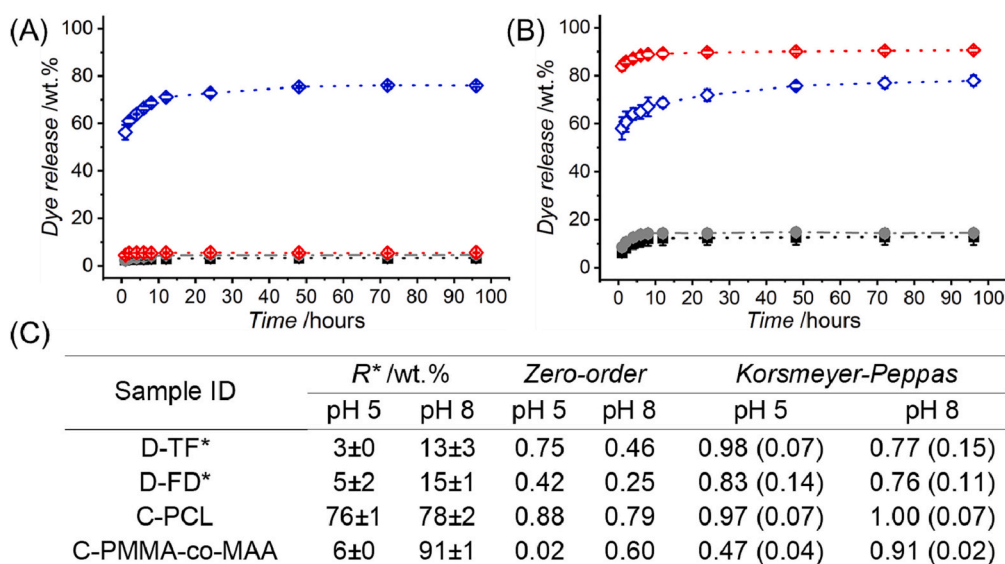 (A)
Dye release /wt.%
100
80
60
40
20
0
0 10 20 30 40 50 60 70 80 90 100
Time /hours
(B)
Dye release /wt.%
100
80
60
40
20
0
0 10 20 30 40 50 60 70 80 90 100
Time /hours
(C)
Sample ID R* /wt.% Zero-order Korsmeyer-Peppas
pH 5 pH 8 pH 5 pH 8 pH 5 pH 8
D-TF* 3±0 13±3 0.75 0.46 0.98 (0.07) 0.77 (0.15)
D-FD* 5±2 15±1 0.42 0.25 0.83 (0.14) 0.76 (0.11)
C-PCL 76±1 78±2 0.88 0.79 0.97 (0.07) 1.00 (0.07)
C-PMMA-co-MAA 6±0 91±1 0.02 0.60 0.47 (0.04) 0.91 (0.02)